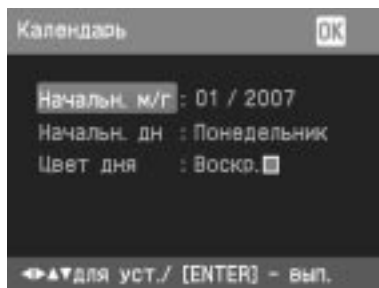 Календарь OK
Начальн. м/г : 01 / 2007
Начальн. дн : Понедельник
Цвет дня : Воскр.
◄►▲▼для уст./ [ENTER] - вып.